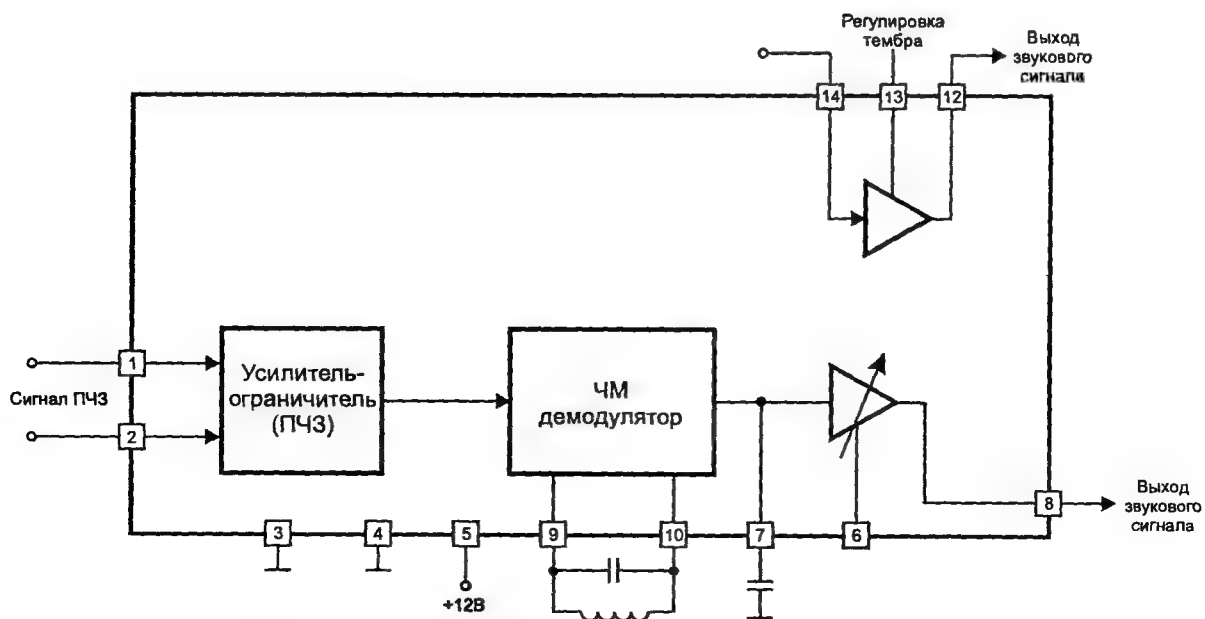 Регулировка
тембра
Выход
звукового
сигнала
14
13
12
1
Сигнал ПЧЗ
2
Усилитель-
ограничитель
(ПЧЗ)
ЧМ
демодулятор
8
Выход
звукового
сигнала
3
4
5
9
10
7
6
+12В